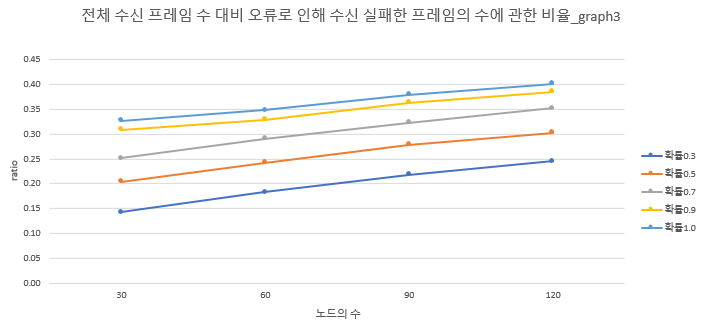 전체 수신 프레임 수 대비 오류로 인해 수신 실패한 프레임의 수에 관한 비율_graph3
0.45
0.40
0.35
0.30
0.25
0.20
0.15
0.10
0.05
0.00
ratio
30
60
90
120
노드의 수
확률0.3
확률0.5
확률0.7
확률0.9
확률1.0